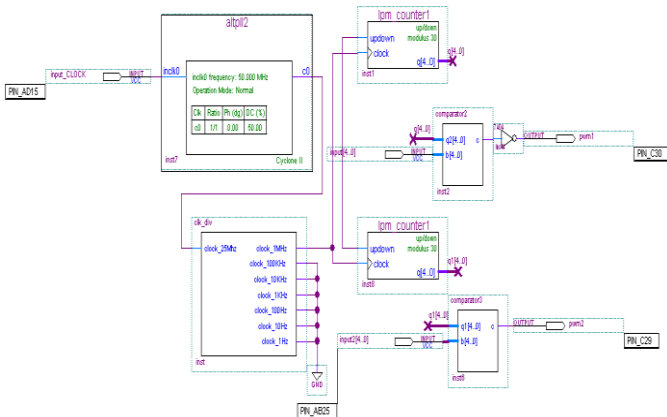 altpll2
input_CLOCK
INPUT
VCC
PIN_AD15
inclk0
c0
inclk0 frequency: 50.000 MHz
Operation Mode: Normal
Clk Ratio Ph (dg) DC (%)
c0 1/1 0.00 50.00
inst7
Cyclone II
lpm_counter1
up/down
modulus 30
updown
clock
q[4..0]
q[4..0]
inst1
comparator2
q[4..0]
q2[4..0]
c
b[4..0]
input[4..0]
INPUT
VCC
inst2
OUTPUT
pwm1
PIN_C30
clk_div
clock_25Mhz
clock_1MHz
clock_100KHz
clock_10KHz
clock_1KHz
clock_100Hz
clock_10Hz
clock_1Hz
inst
GND
lpm_counter1
up/down
modulus 30
updown
clock
q[4..0]
q1[4..0]
inst8
comparator3
q1[4..0]
q1[4..0]
c
b[4..0]
input2[4..0]
INPUT
VCC
OUTPUT
pwm2
PIN_C29
PIN_AB25